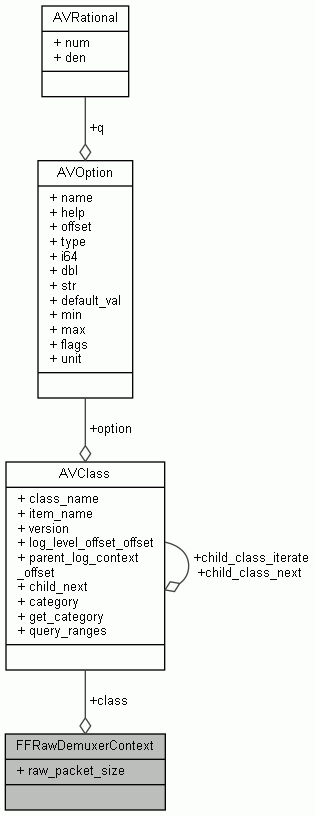 AVRational
+ num
+ den
+q
AVOption
+ name
+ help
+ offset
+ type
+ i64
+ dbl
+ str
+ default_val
+ min
+ max
+ flags
+ unit
+option
AVClass
+ class_name
+ item_name
+ version
+ log_level_offset_offset
+ parent_log_context
_offset
+ child_next
+ category
+ get_category
+ query_ranges
+child_class_iterate
+child_class_next
+class
FFRawDemuxerContext
+ raw_packet_size